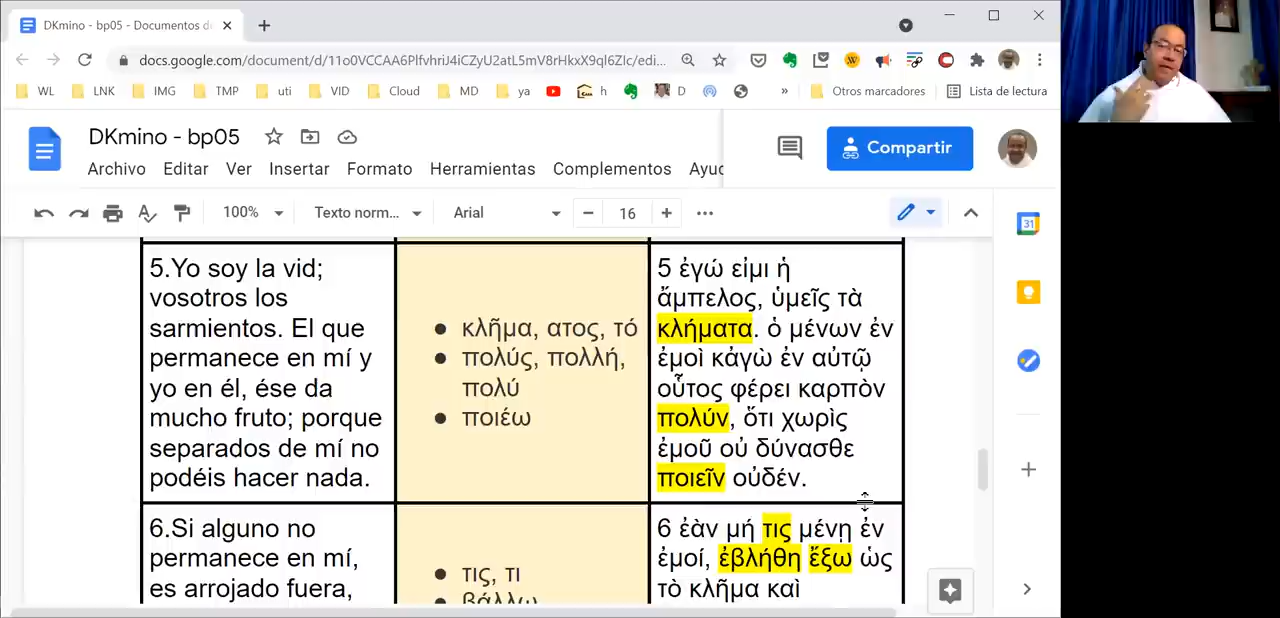 DKmino - bp05 - Documentos d
docs.google.com/document/d/11o0VCCAA6PlfvhriJ4iCZyU2atL5mV8rHkxX9ql6ZIc/edi...
WL LNK IMG TMP uti VID Cloud MD ya h D » Otros marcadores Lista de lectura
DKmino - bp05
Compartir
Archivo Editar Ver Insertar Formato Herramientas Complementos Ayuc
100% Texto norm... Arial 16
31
5.Yo soy la vid;
vosotros los
sarmientos. El que
permanece en mí y
yo en él, ése da
mucho fruto; porque
separados de mí no
podéis hacer nada.
κλῆμα, ατος, τό
πολύς, πολλή,
πολύ
ποιέω
5 ἐγώ εἰμι ἡ
ἄμπελος, ὑμεῖς τὰ
κλήματα. ὁ μένων ἐν
ἐμοὶ κἀγὼ ἐν αὐτῷ
οὗτος φέρει καρπὸν
πολύν, ὅτι χωρὶς
ἐμοῦ οὐ δύνασθε
ποιεῖν οὐδέν.
6.Si alguno no
permanece en mí,
es arrojado fuera,
τις, τι
βάλλω
6 ἐὰν μή τις μένῃ ἐν
ἐμοί, ἐβλήθη ἔξω ὡς
τὸ κλῆμα καὶ